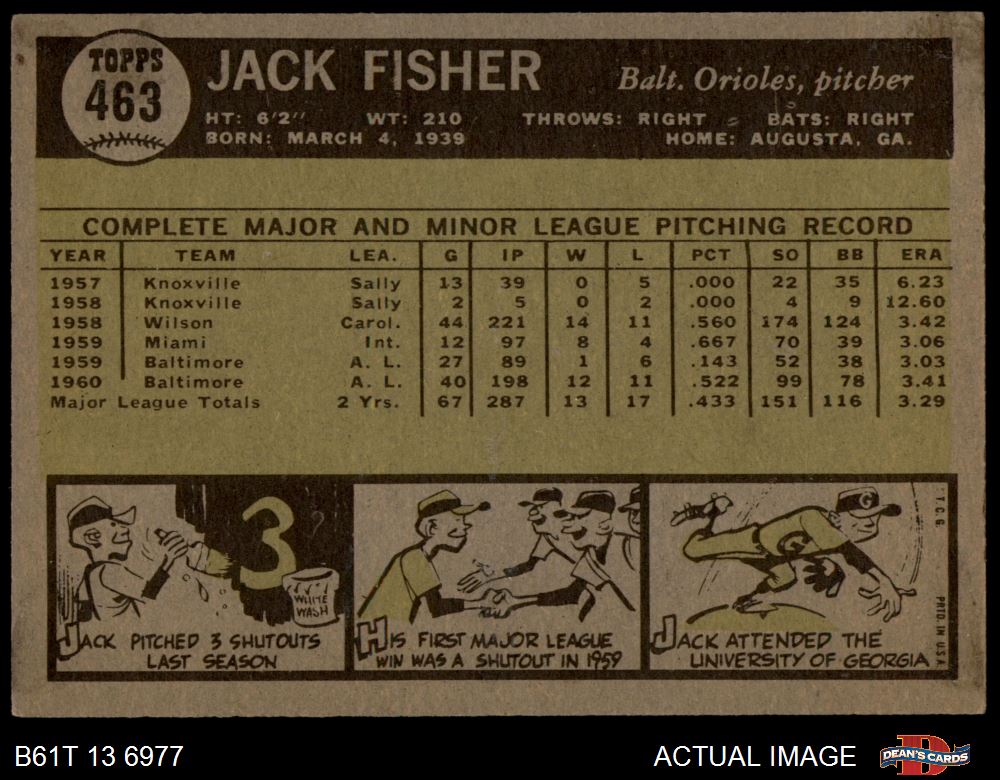 TOPPS
463
JACK FISHER
Balt. Orioles, pitcher
HT: 6'2" WT: 210 THROWS: RIGHT BATS: RIGHT
BORN: MARCH 4, 1939 HOME: AUGUSTA, GA.
COMPLETE MAJOR AND MINOR LEAGUE PITCHING RECORD
YEAR TEAM LEA. G IP W L PCT SO BB ERA
1957 Knoxville Sally 13 39 0 5 .000 22 35 6.23
1958 Knoxville Sally 2 5 0 2 .000 4 9 12.60
1958 Wilson Carol. 44 221 14 11 .560 174 124 3.42
1959 Miami Int. 12 97 8 4 .667 70 39 3.06
1959 Baltimore A. L. 27 89 1 6 .143 52 38 3.03
1960 Baltimore A. L. 40 198 12 11 .522 99 78 3.41
Major League Totals 2 Yrs. 67 287 13 17 .433 151 116 3.29
3
WHITE
WASH
JACK PITCHED 3 SHUTOUTS
LAST SEASON
HIS FIRST MAJOR LEAGUE
WIN WAS A SHUTOUT IN 1959
G
G
JACK ATTENDED THE
UNIVERSITY OF GEORGIA
T.C.G. PRTD. IN U.S.A.
B61T 13 6977
ACTUAL IMAGE
D
DEAN'S CARDS